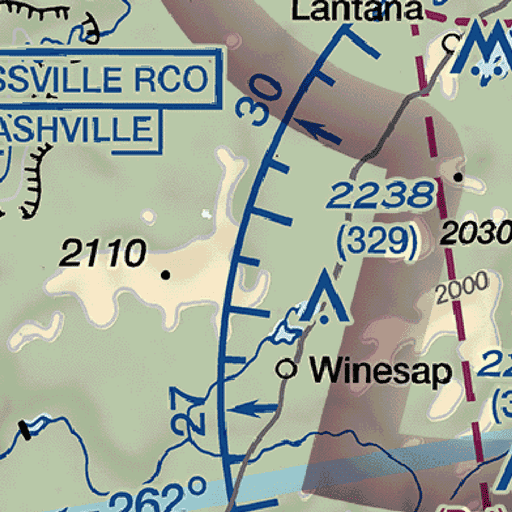 Lantana
SSVILLE RCO
ASHVILLE
30
2238
(329)
2030
2110
2000
Winesap
27
262°